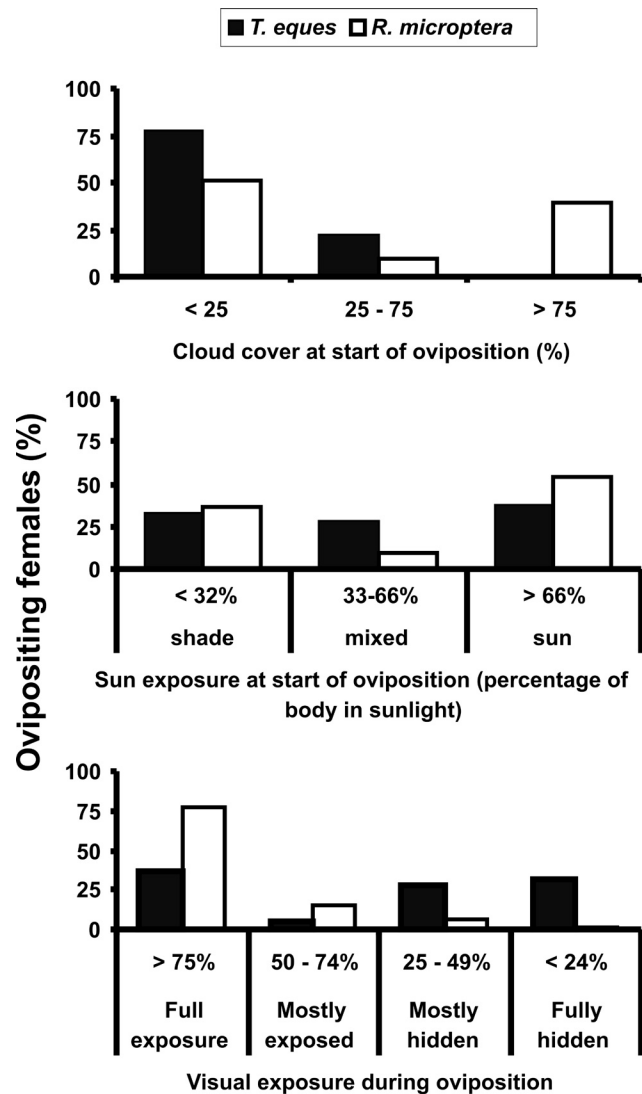 T. eques R. microptera
Ovipositing females (%)
100
75
50
25
0
< 25 25 - 75 > 75
Cloud cover at start of oviposition (%)
100
75
50
25
0
< 32% 33-66% > 66%
shade mixed sun
Sun exposure at start of oviposition (percentage of
body in sunlight)
100
75
50
25
0
> 75% 50 - 74% 25 - 49% < 24%
Full Mostly Mostly Fully
exposure exposed hidden hidden
Visual exposure during oviposition